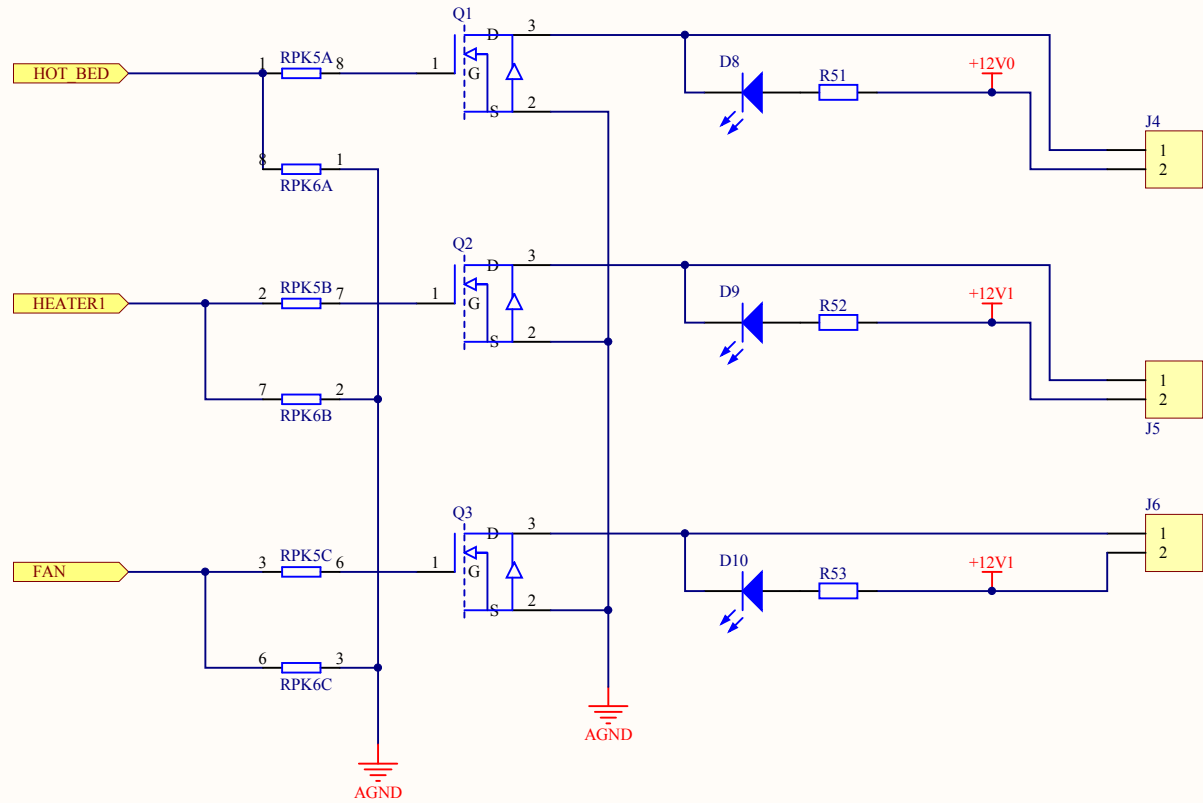 Q1
D 3
HOT_BED
1 RPK5A 8
1
G
S 2
8 RPK6A 1
D8
R51
+12V0
J4
1
2
Q2
D 3
HEATER1
2 RPK5B 7
1
G
S 2
7 RPK6B 2
D9
R52
+12V1
1
2
J5
Q3
D 3
FAN
3 RPK5C 6
1
G
S 2
6 RPK6C 3
D10
R53
+12V1
J6
1
2
AGND
AGND